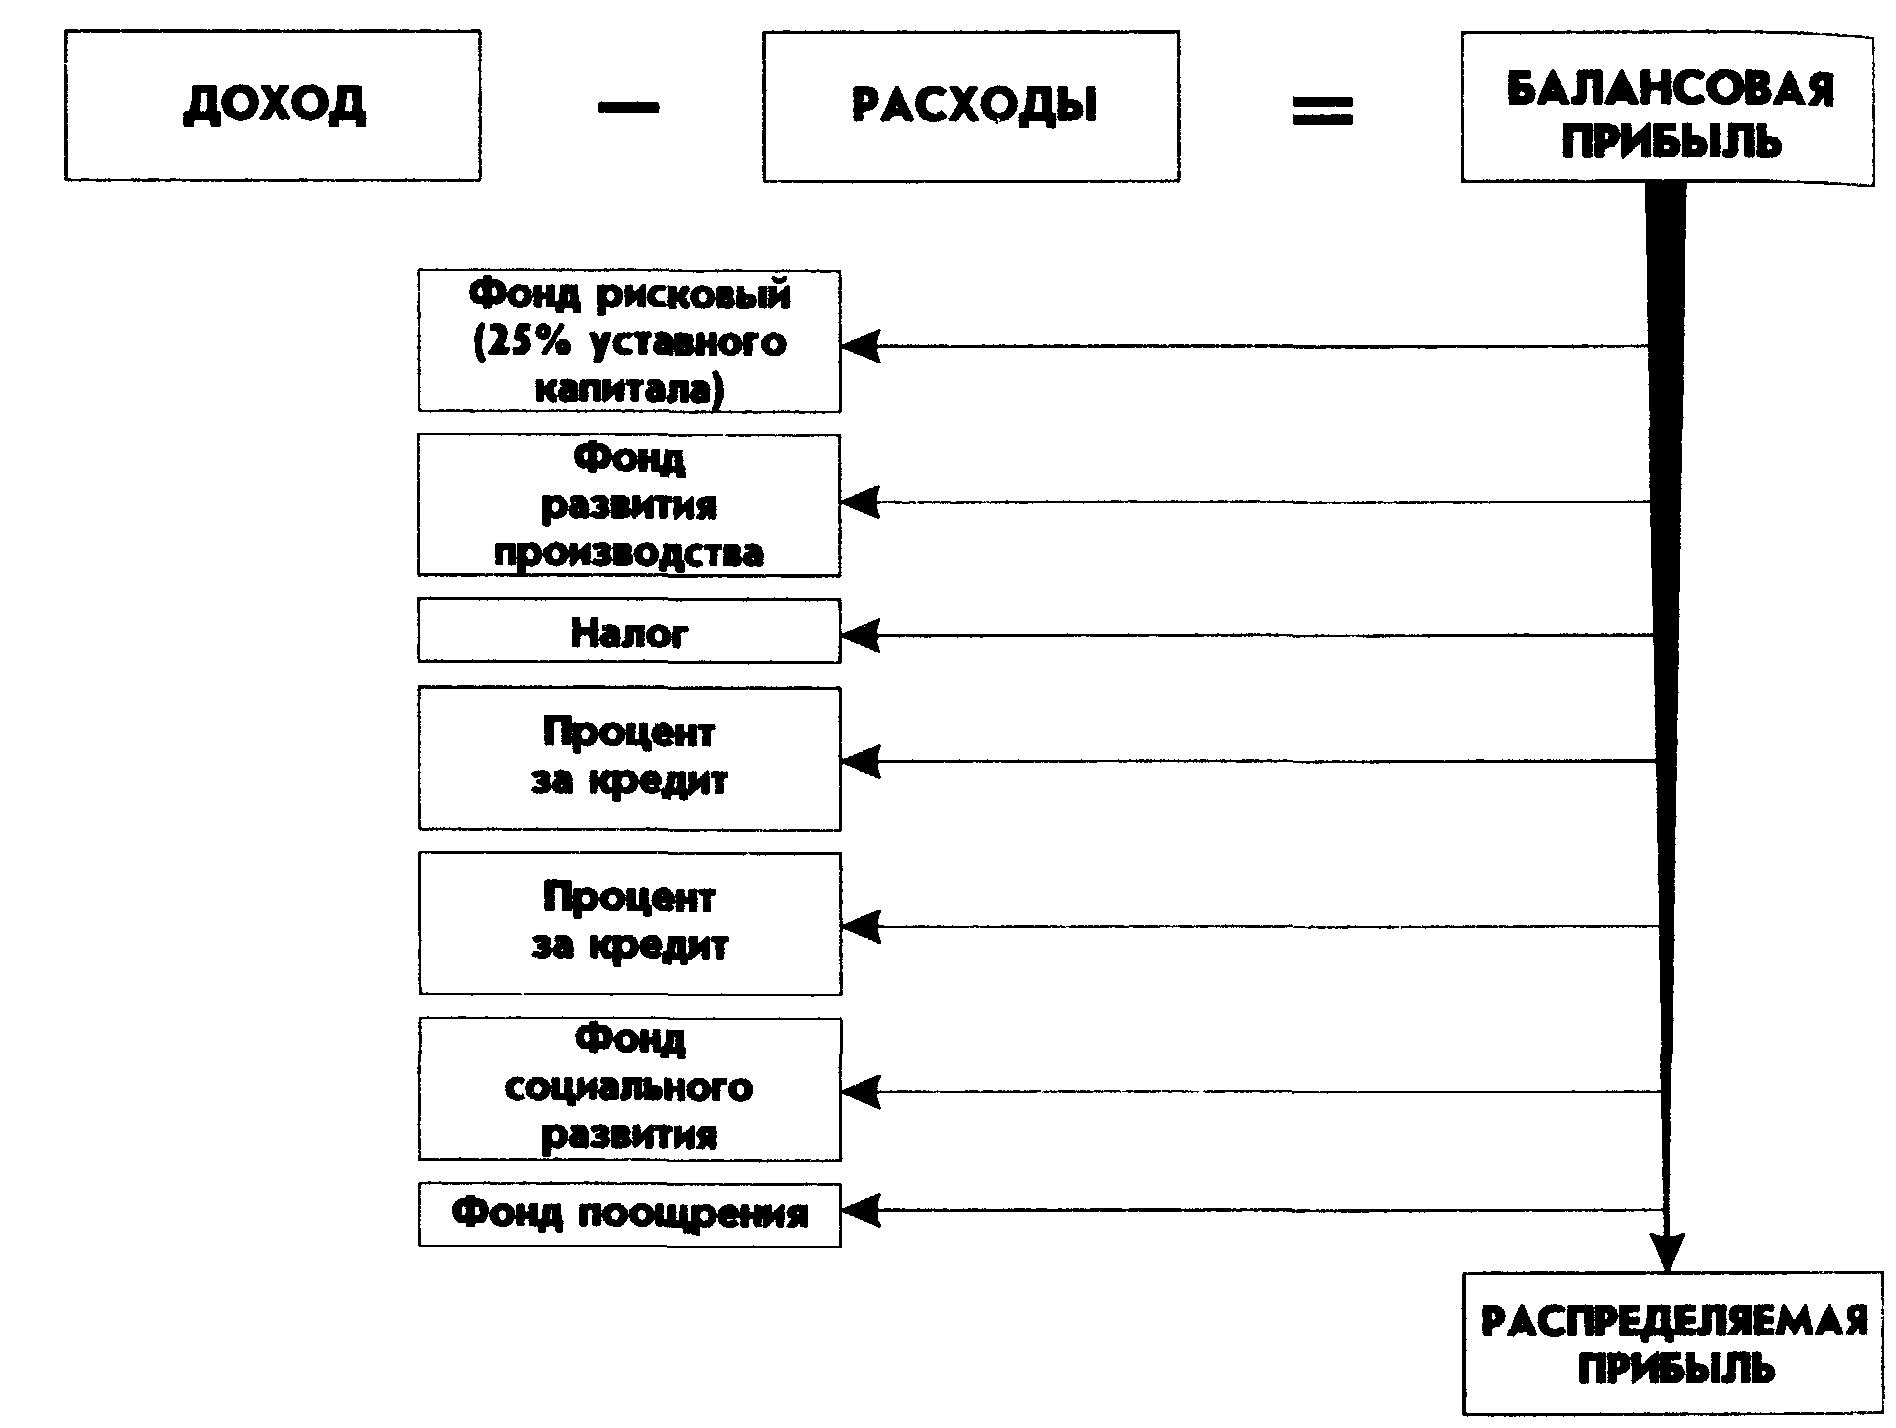 ДОХОД — РАСХОДЫ = БАЛАНСОВАЯ
ПРИБЫЛЬ
Фонд рисковый
(25% уставного
капитала)
Фонд
развития
производства
Налог
Процент
за кредит
Процент
за кредит
Фонд
социального
развития
Фонд поощрения
РАСПРЕДЕЛЯЕМАЯ
ПРИБЫЛЬ